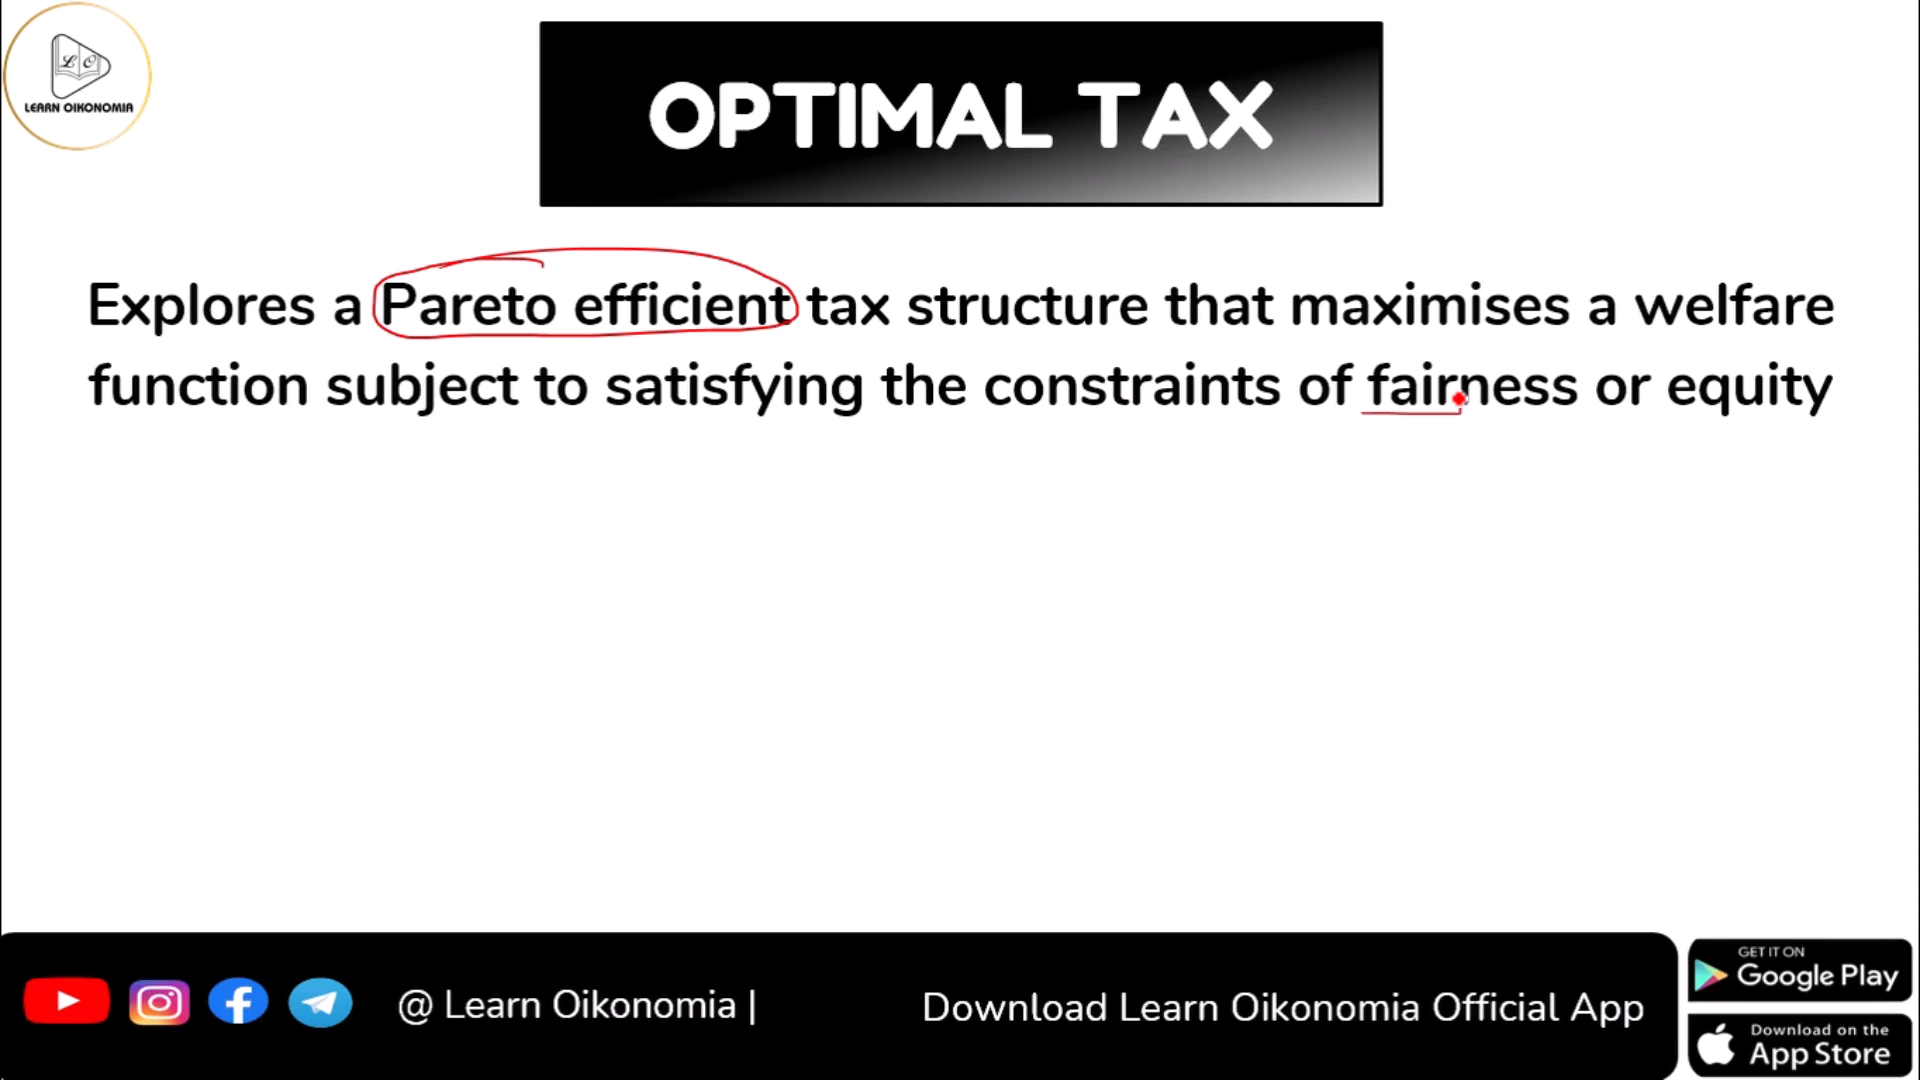 LO
LEARN OIKONOMIA
OPTIMAL TAX
Explores a Pareto efficient tax structure that maximises a welfare
function subject to satisfying the constraints of fairness or equity
@ Learn Oikonomia |
Download Learn Oikonomia Official App
GET IT ON
Google Play
Download on the
App Store